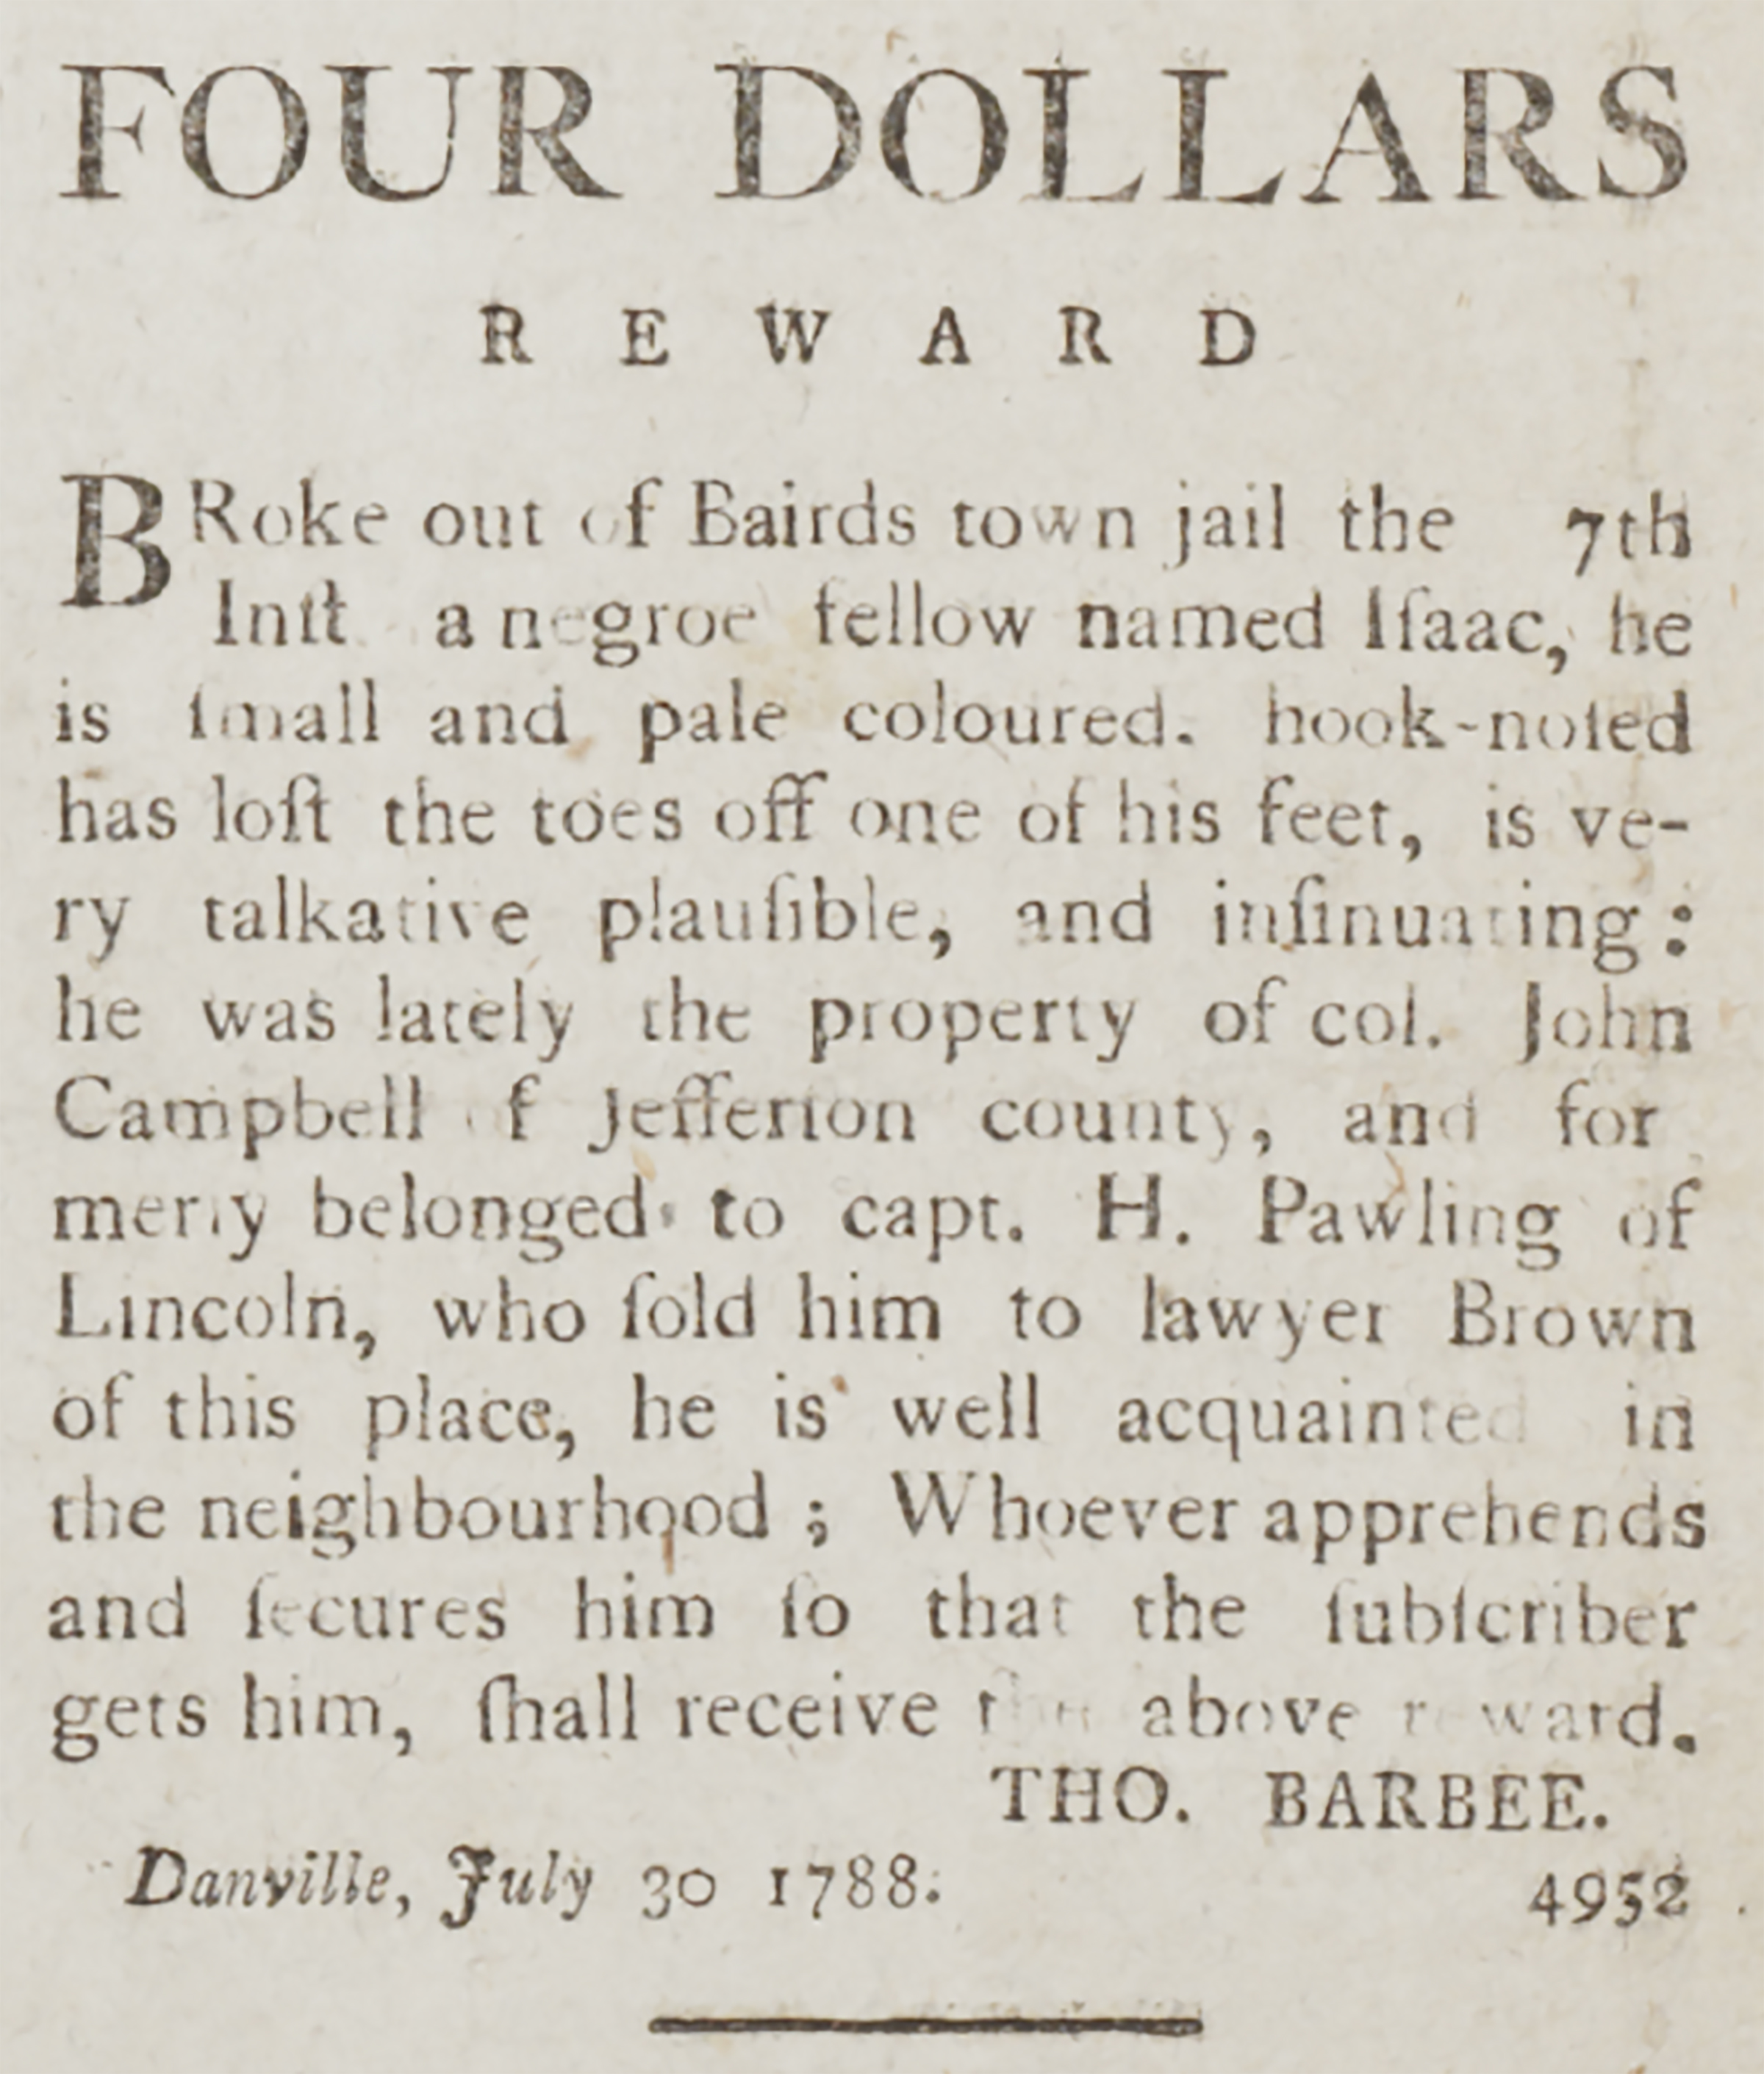 FOUR DOLLARS
REWARD
BRoke out of Bairds town jail the 7th
Inſt a negroe fellow named Iſaac, he
is ſmall and pale coloured. hook-noſed
has loſt the toes off one of his feet, is ve-
ry talkative plauſible, and inſinuating :
he was lately the property of col. John
Campbell of Jefferſon county, and for
merly belonged to capt. H. Pawling of
Lincoln, who ſold him to lawyer Brown
of this place, he is well acquainted in
the neighbourhood ; Whoever apprehends
and ſecures him ſo that the ſubſcriber
gets him, ſhall receive the above reward.
THO. BARBEE.
Danville, July 30 1788. 4952